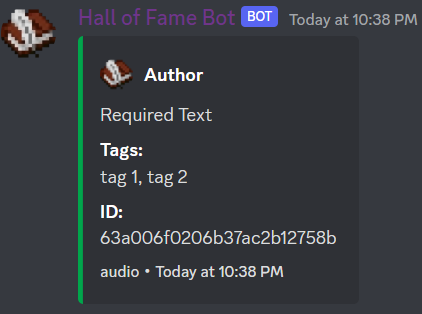 Hall of Fame Bot BOT Today at 10:38 PM
Author
Required Text
Tags:
tag 1, tag 2
ID:
63a006f0206b37ac2b12758b
audio • Today at 10:38 PM